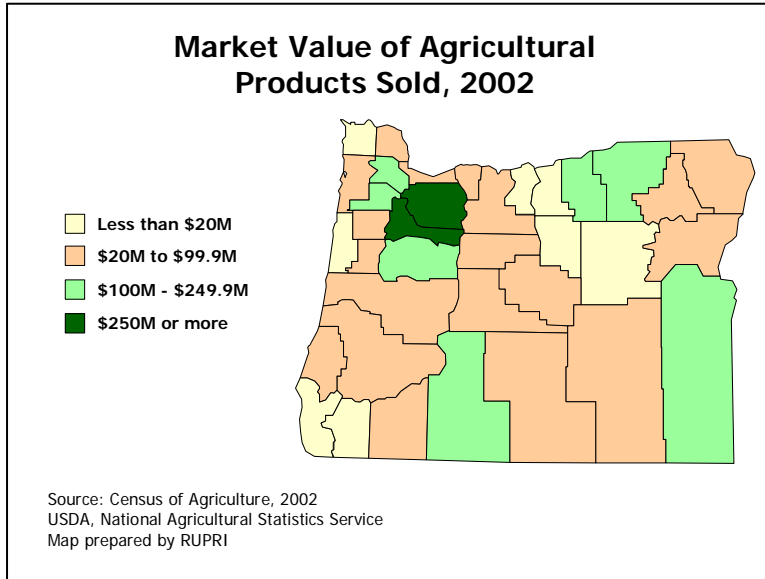 Market Value of Agricultural
Products Sold, 2002
Less than $20M
$20M to $99.9M
$100M - $249.9M
$250M or more
Source: Census of Agriculture, 2002
USDA, National Agricultural Statistics Service
Map prepared by RUPRI